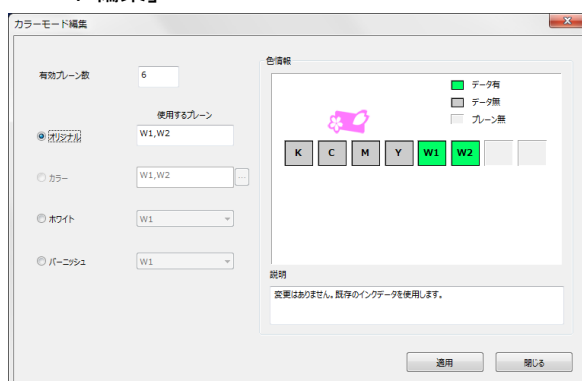 カラーモード編集
有効プレーン数
6
使用するプレーン
オリジナル
W1,W2
カラー
W1,W2
...
ホワイト
W1
バーニッシュ
W1
色情報
データ有
データ無
プレーン無
K C M Y W1 W2
説明
変更はありません。既存のインクデータを使用します。
適用
閉じる